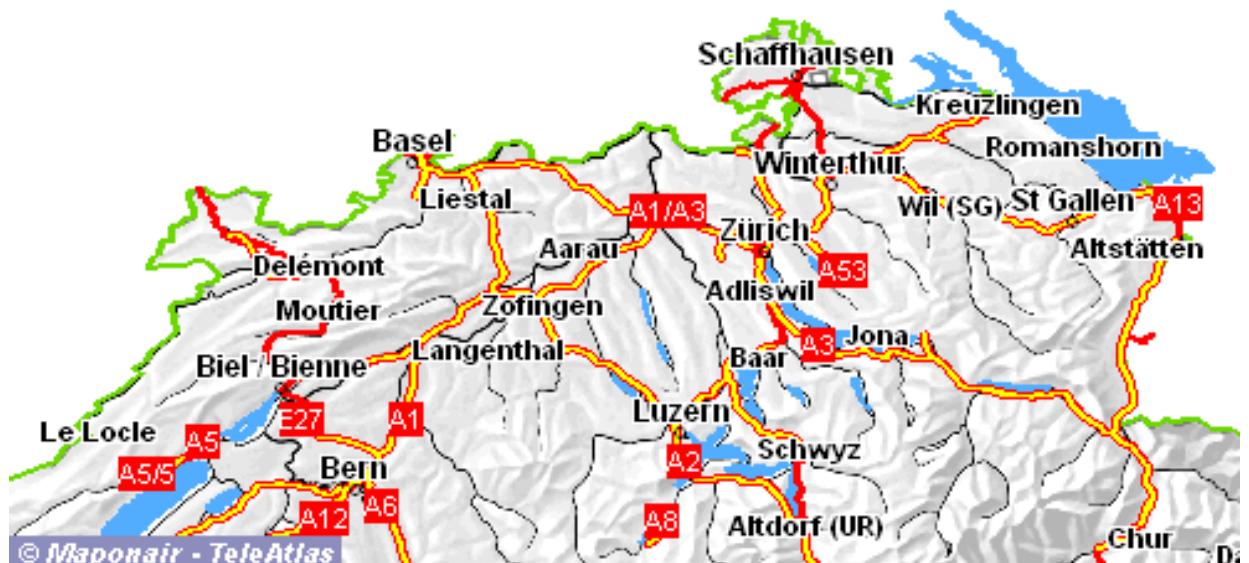 Schaffhausen
Kreuzlingen
Basel
Romanshorn
Winterthur
Liestal
Wil (SG)
St Gallen
A13
A1/A3
Zürich
Aarau
Altstätten
Delémont
A53
Adliswil
Moutier
Zofingen
Jona
A3
Langenthal
Baar
Biel / Bienne
Luzern
E27
A1
Le Locle
A5
Schwyz
A2
A5/5
Bern
A12
A6
A8
Altdorf (UR)
Chur
Da
© Maponair - TeleAtlas